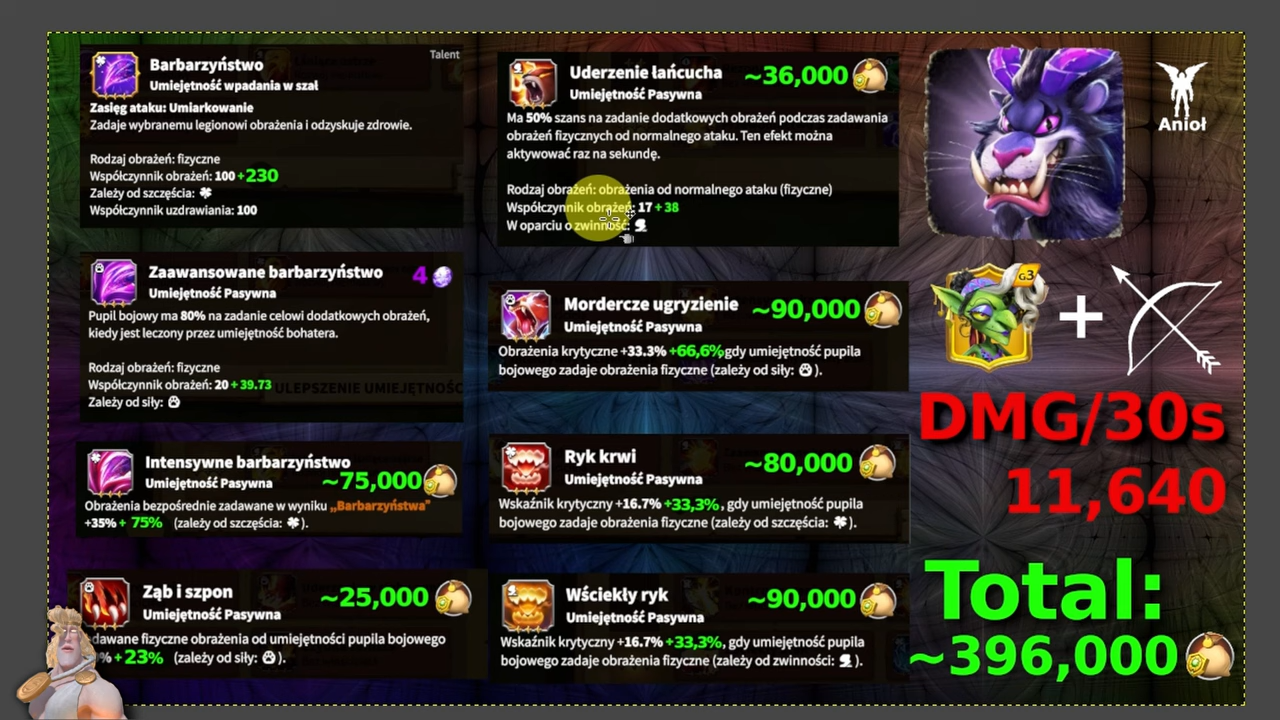 Barbarzyństwo
Talent
Umiejętność wpadania w szał
Zasięg ataku: Umiarkowanie
Zadaje wybranemu legionowi obrażenia i odzyskuje zdrowie.
Rodzaj obrażeń: fizyczne
Współczynnik obrażeń: 100 +230
Zależy od szczęścia:
Współczynnik uzdrawiania: 100
Zaawansowane barbarzyństwo 4
Umiejętność Pasywna
Pupil bojowy ma 80% na zadanie celowi dodatkowych obrażeń,
kiedy jest leczony przez umiejętność bohatera.
Rodzaj obrażeń: fizyczne
Współczynnik obrażeń: 20 + 39.73
Zależy od siły:
ULEPSZENIE UMIEJĘTNOŚC
Intensywne barbarzyństwo
Umiejętność Pasywna ~75,000
Obrażenia bezpośrednie zadawane w wyniku „Barbarzyństwa"
+35% + 75% (zależy od szczęścia: ).
Ząb i szpon ~25,000
Umiejętność Pasywna
dawane fizyczne obrażenia od umiejętności pupila bojowego
% +23% (zależy od siły: ).
Uderzenie łańcucha ~36,000
Umiejętność Pasywna
Ma 50% szans na zadanie dodatkowych obrażeń podczas zadawania
obrażeń fizycznych od normalnego ataku. Ten efekt można
aktywować raz na sekundę.
Rodzaj obrażeń: obrażenia od normalnego ataku (fizyczne)
Współczynnik obrażeń: 17 + 38
W oparciu o zwinność:
Mordercze ugryzienie ~90,000
Umiejętność Pasywna
Obrażenia krytyczne +33.3% +66,6% gdy umiejętność pupila
bojowego zadaje obrażenia fizyczne (zależy od siły: ).
Ryk krwi ~80,000
Umiejętność Pasywna
Wskaźnik krytyczny +16.7% +33,3% , gdy umiejętność pupila
bojowego zadaje obrażenia fizyczne (zależy od szczęścia: ).
Wściekły ryk ~90,000
Umiejętność Pasywna
Wskaźnik krytyczny +16.7% +33,3%, gdy umiejętność pupila
bojowego zadaje obrażenia fizyczne (zależy od zwinności: ).
Anioł
G3
+
DMG/30s
11,640
Total:
~396,000